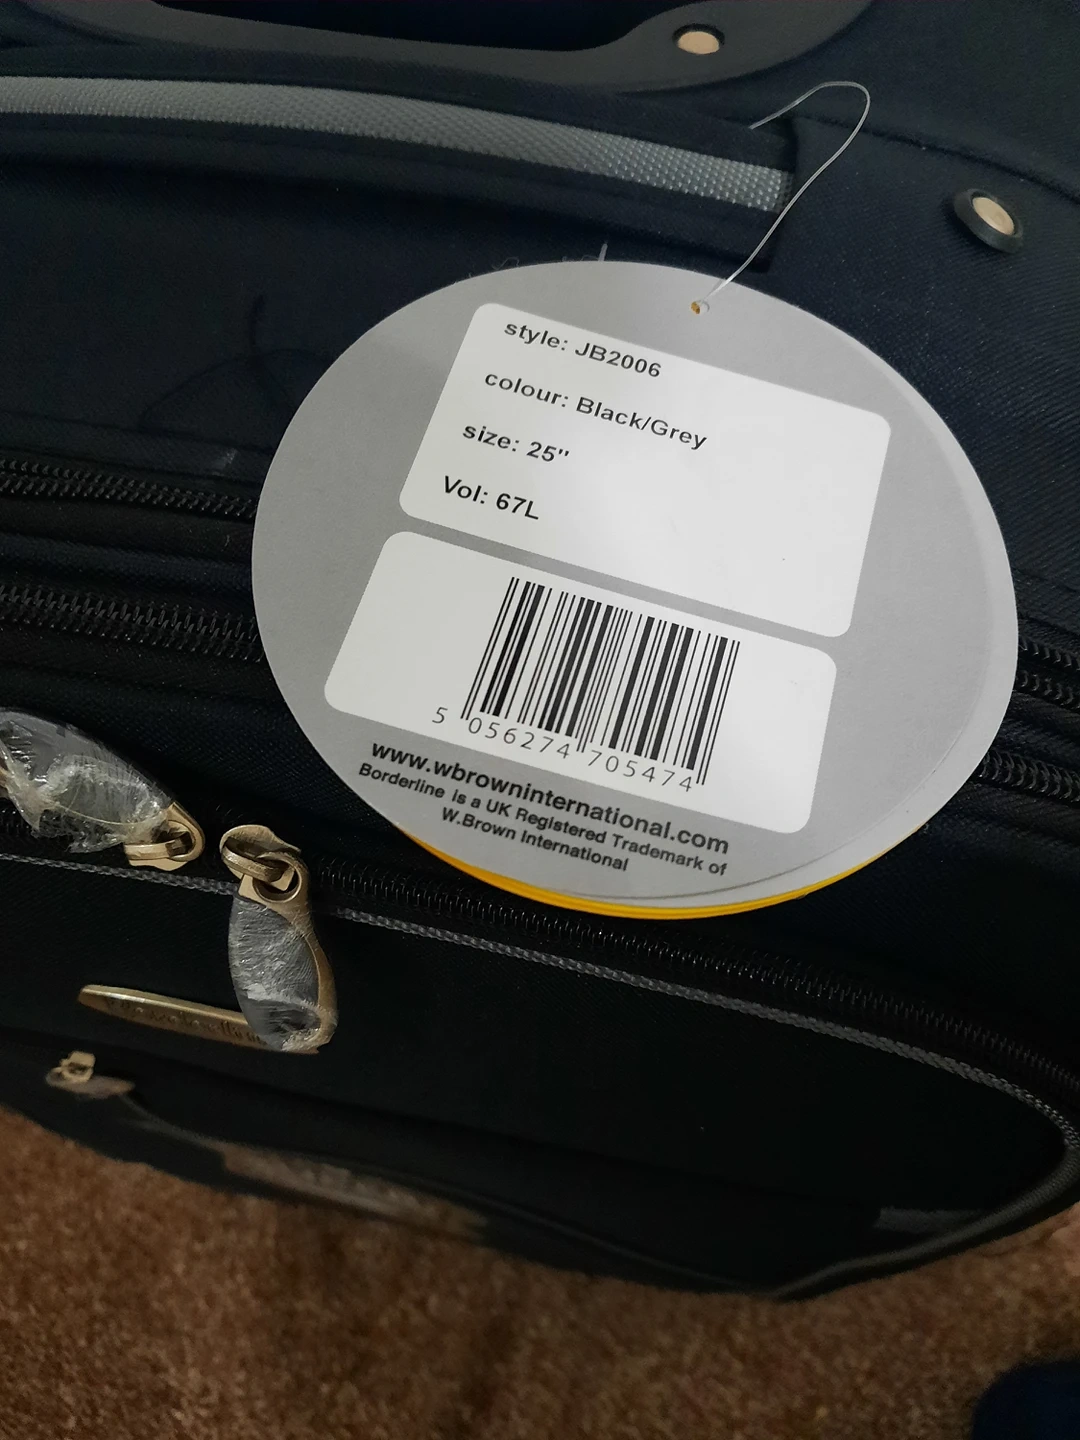 style: JB2006
colour: Black/Grey
size: 25"
Vol: 67L
5 056274 705474
www.wbrowninternational.com
Borderline is a UK Registered Trademark of
W.Brown International